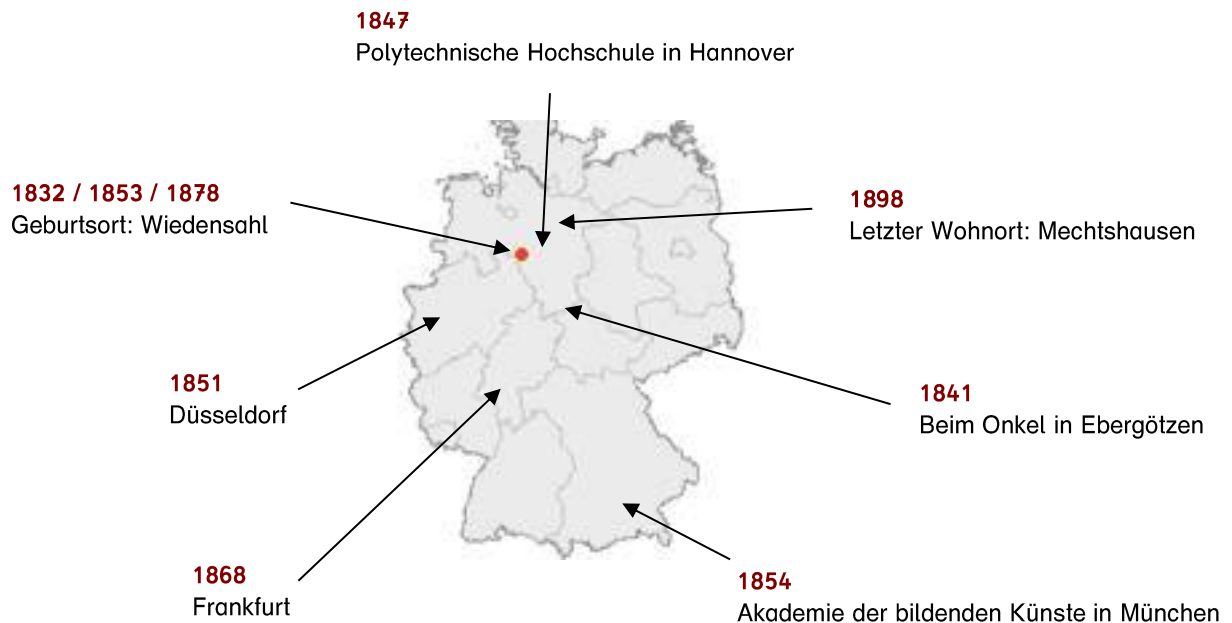 1847
Polytechnische Hochschule in Hannover
1832 / 1853 / 1878
Geburtsort: Wiedensahl
1898
Letzter Wohnort: Mechtshausen
1851
Düsseldorf
1841
Beim Onkel in Ebergötzen
1868
Frankfurt
1854
Akademie der bildenden Künste in München